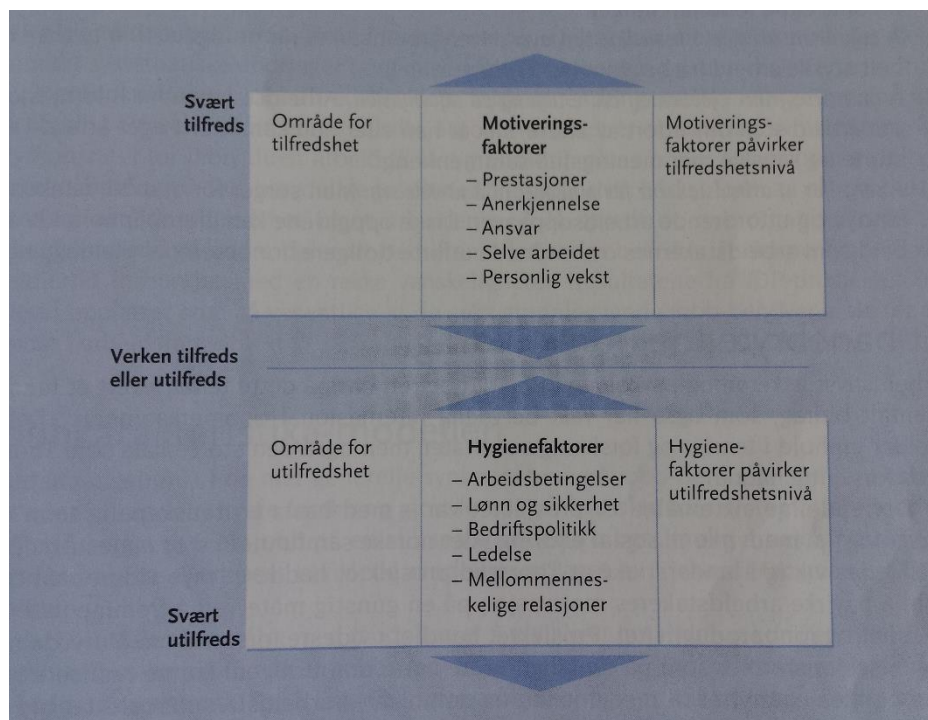 Svært
tilfreds
Område for
tilfredshet
Motiverings-
faktorer
– Prestasjoner
– Anerkjennelse
– Ansvar
– Selve arbeidet
– Personlig vekst
Motiverings-
faktorer påvirker
tilfredshetsnivå
Verken tilfreds
eller utilfreds
Område for
utilfredshet
Hygienefaktorer
– Arbeidsbetingelser
– Lønn og sikkerhet
– Bedriftspolitikk
– Ledelse
– Mellommennes-
kelige relasjoner
Hygiene-
faktorer påvirker
utilfredshetsnivå
Svært
utilfreds